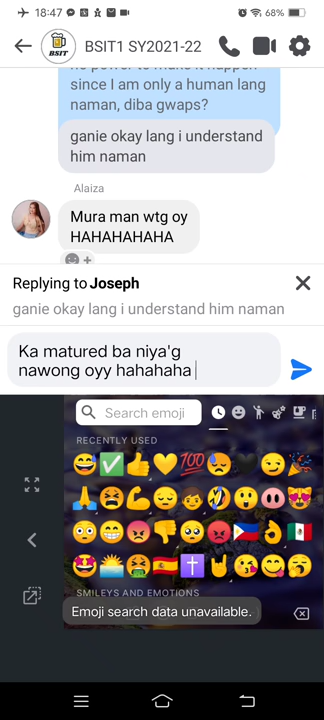 18:47
68%
BSIT
BSIT1 SY2021-22
since I am only a human lang
naman, diba gwaps?
ganie okay lang i understand
him naman
Alaiza
Mura man wtg oy
HAHAHAHAHA
Replying to Joseph
ganie okay lang i understand him naman
Ka matured ba niya'g
nawong oyy hahahaha
Search emoji
RECENTLY USED
SMILEYS AND EMOTIONS
Emoji search data unavailable.